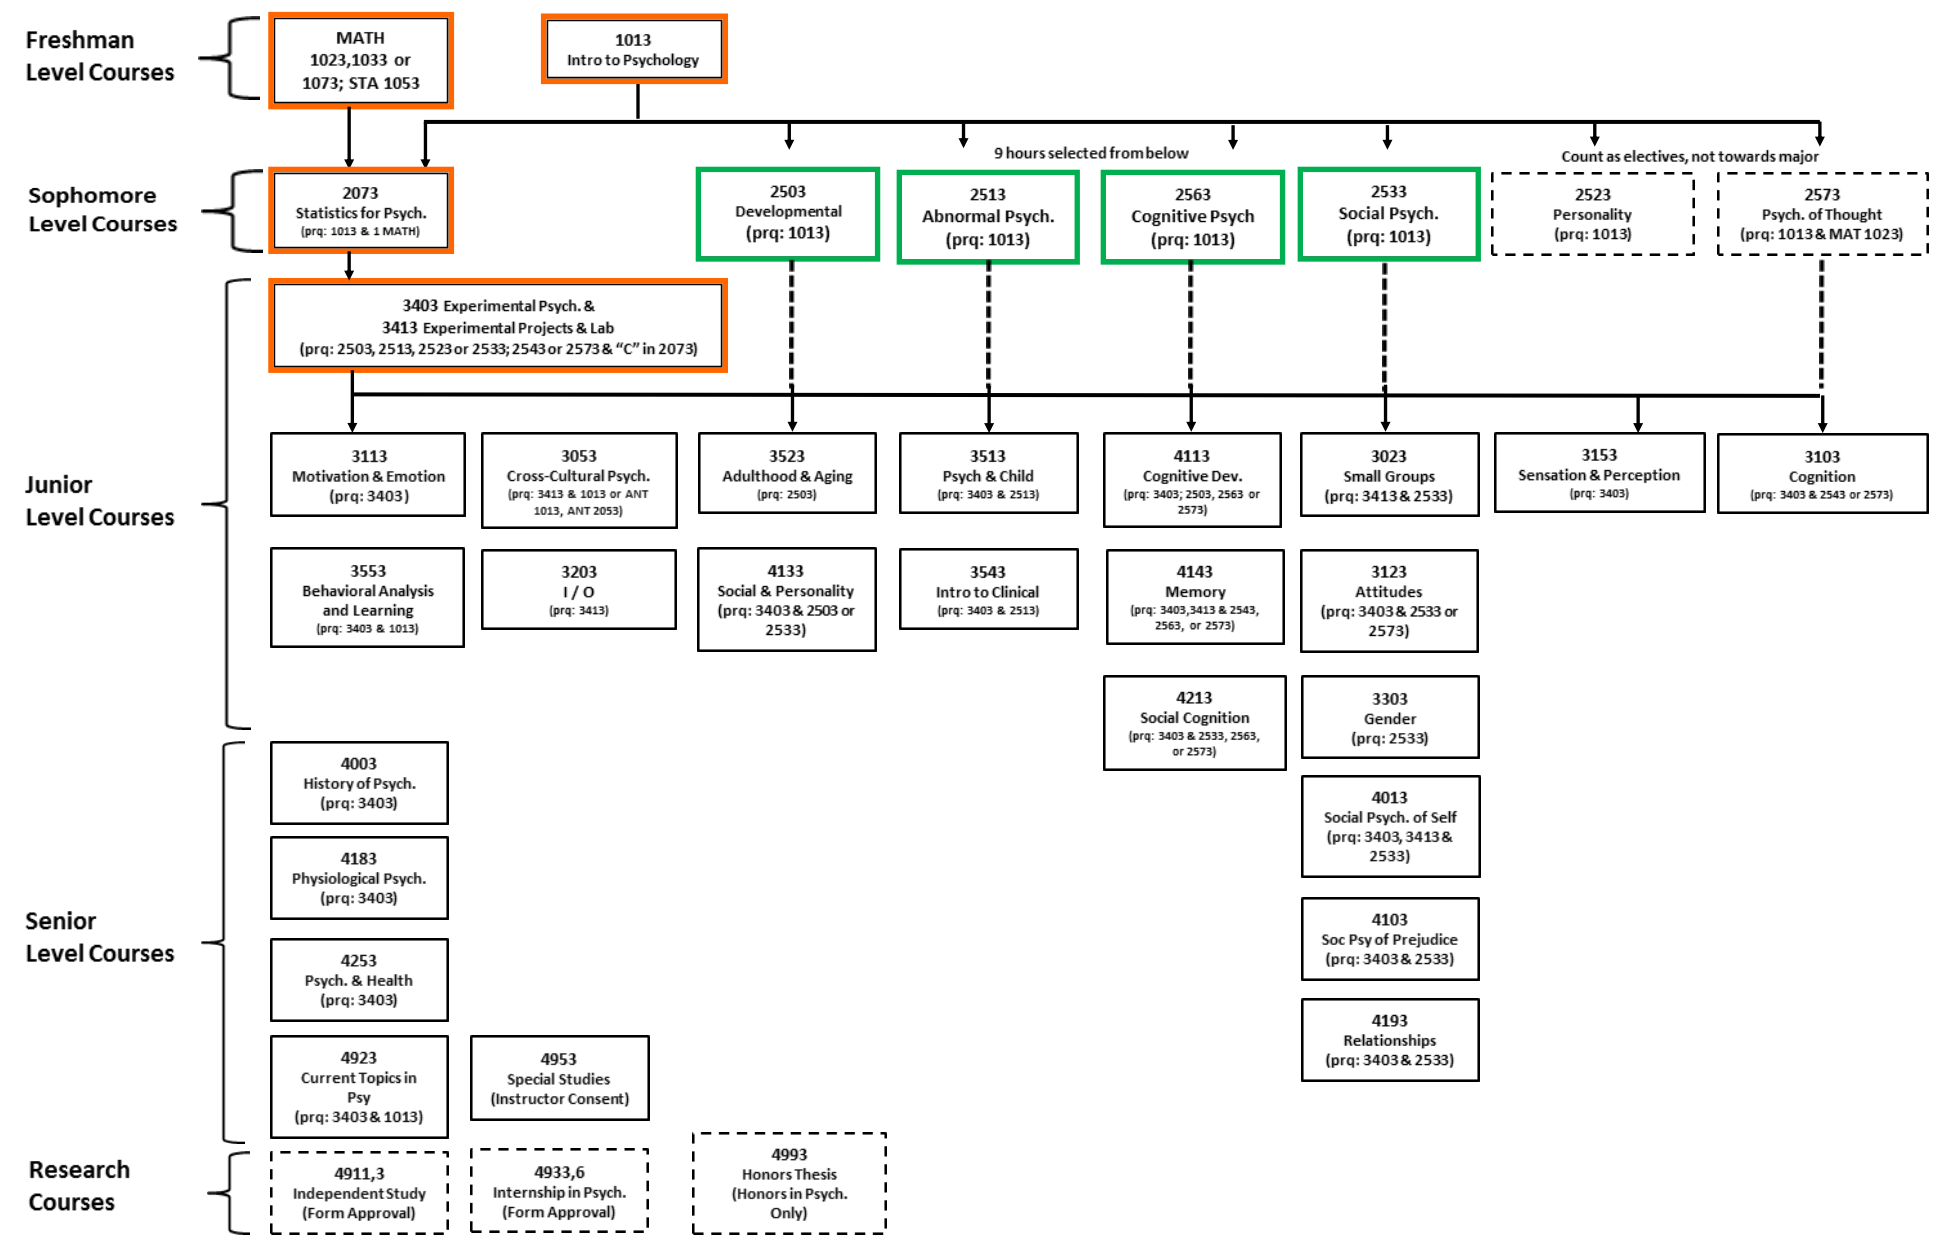 Freshman
Level Courses
MATH
1023,1033 or
1073; STA 1053
1013
Intro to Psychology
9 hours selected from below
Count as electives, not towards major
Sophomore
Level Courses
2073
Statistics for Psych.
(prq: 1013 & 1 MATH)
2503
Developmental
(prq: 1013)
2513
Abnormal Psych.
(prq: 1013)
2563
Cognitive Psych
(prq: 1013)
2533
Social Psych.
(prq: 1013)
2523
Personality
(prq: 1013)
2573
Psych. of Thought
(prq: 1013 & MAT 1023)
3403 Experimental Psych. &
3413 Experimental Projects & Lab
(prq: 2503, 2513, 2523 or 2533; 2543 or 2573 & “C” in 2073)
Junior
Level Courses
3113
Motivation & Emotion
(prq: 3403)
3053
Cross-Cultural Psych.
(prq: 3413 & 1013 or ANT
1013, ANT 2053)
3523
Adulthood & Aging
(prq: 2503)
3513
Psych & Child
(prq: 3403 & 2513)
4113
Cognitive Dev.
(prq: 3403; 2503, 2563 or
2573)
3023
Small Groups
(prq: 3413 & 2533)
3153
Sensation & Perception
(prq: 3403)
3103
Cognition
(prq: 3403 & 2543 or 2573)
3553
Behavioral Analysis
and Learning
(prq: 3403 & 1013)
3203
I / O
(prq: 3413)
4133
Social & Personality
(prq: 3403 & 2503 or
2533)
3543
Intro to Clinical
(prq: 3403 & 2513)
4143
Memory
(prq: 3403,3413 & 2543,
2563, or 2573)
3123
Attitudes
(prq: 3403 & 2533 or
2573)
4213
Social Cognition
(prq: 3403 & 2533, 2563,
or 2573)
3303
Gender
(prq: 2533)
Senior
Level Courses
4003
History of Psych.
(prq: 3403)
4013
Social Psych. of Self
(prq: 3403, 3413 &
2533)
4183
Physiological Psych.
(prq: 3403)
4103
Soc Psy of Prejudice
(prq: 3403 & 2533)
4253
Psych. & Health
(prq: 3403)
4193
Relationships
(prq: 3403 & 2533)
4923
Current Topics in
Psy
(prq: 3403 & 1013)
4953
Special Studies
(Instructor Consent)
Research
Courses
4911,3
Independent Study
(Form Approval)
4933,6
Internship in Psych.
(Form Approval)
4993
Honors Thesis
(Honors in Psych.
Only)